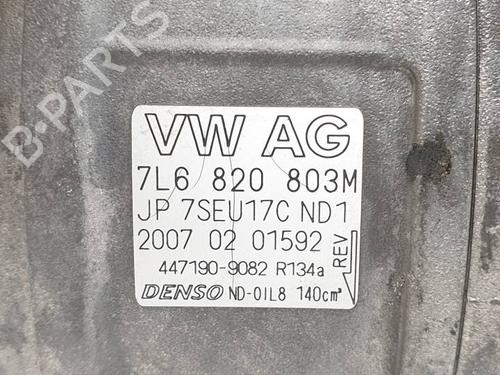 B-PARTS
VW AG
7L6 820 803M
JP 7SEU17C ND1
2007 02 01592
REV
447190-9082 R134a
DENSO ND-OIL8 140cm³